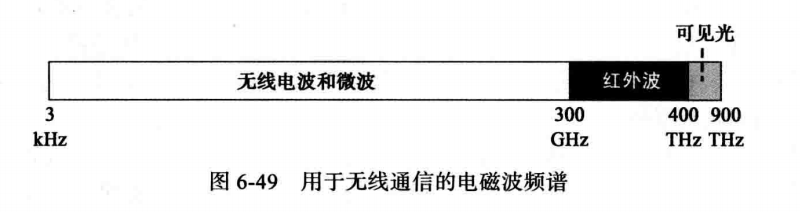 可见光
无线电波和微波 红外波
3 300 400 900
kHz GHz THz THz
图 6-49 用于无线通信的电磁波频谱